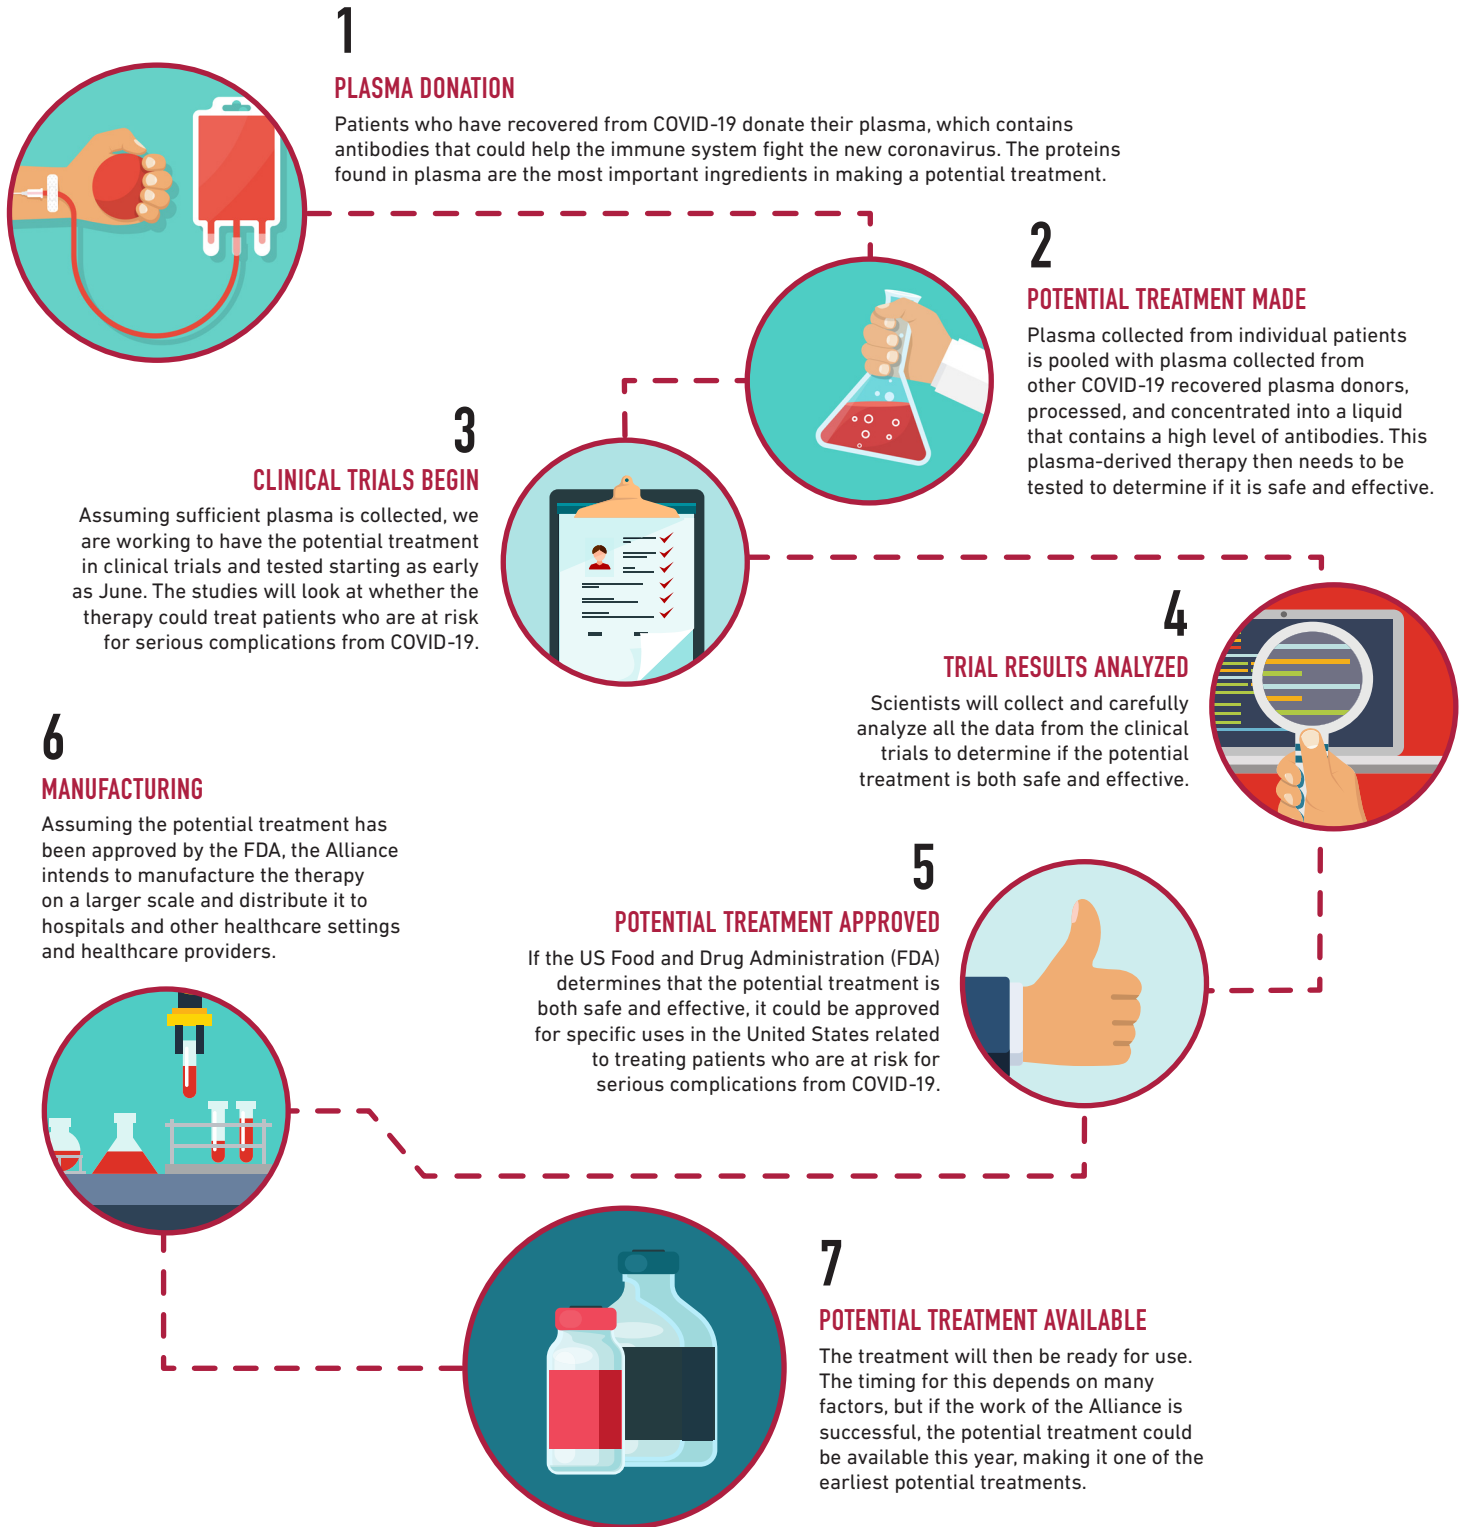 1
PLASMA DONATION
Patients who have recovered from COVID-19 donate their plasma, which contains
antibodies that could help the immune system fight the new coronavirus. The proteins
found in plasma are the most important ingredients in making a potential treatment.
2
POTENTIAL TREATMENT MADE
Plasma collected from individual patients
is pooled with plasma collected from
other COVID-19 recovered plasma donors,
processed, and concentrated into a liquid
that contains a high level of antibodies. This
plasma-derived therapy then needs to be
tested to determine if it is safe and effective.
3
CLINICAL TRIALS BEGIN
Assuming sufficient plasma is collected, we
are working to have the potential treatment
in clinical trials and tested starting as early
as June. The studies will look at whether the
therapy could treat patients who are at risk
for serious complications from COVID-19.
4
TRIAL RESULTS ANALYZED
Scientists will collect and carefully
analyze all the data from the clinical
trials to determine if the potential
treatment is both safe and effective.
5
POTENTIAL TREATMENT APPROVED
If the US Food and Drug Administration (FDA)
determines that the potential treatment is
both safe and effective, it could be approved
for specific uses in the United States related
to treating patients who are at risk for
serious complications from COVID-19.
6
MANUFACTURING
Assuming the potential treatment has
been approved by the FDA, the Alliance
intends to manufacture the therapy
on a larger scale and distribute it to
hospitals and other healthcare settings
and healthcare providers.
7
POTENTIAL TREATMENT AVAILABLE
The treatment will then be ready for use.
The timing for this depends on many
factors, but if the work of the Alliance is
successful, the potential treatment could
be available this year, making it one of the
earliest potential treatments.